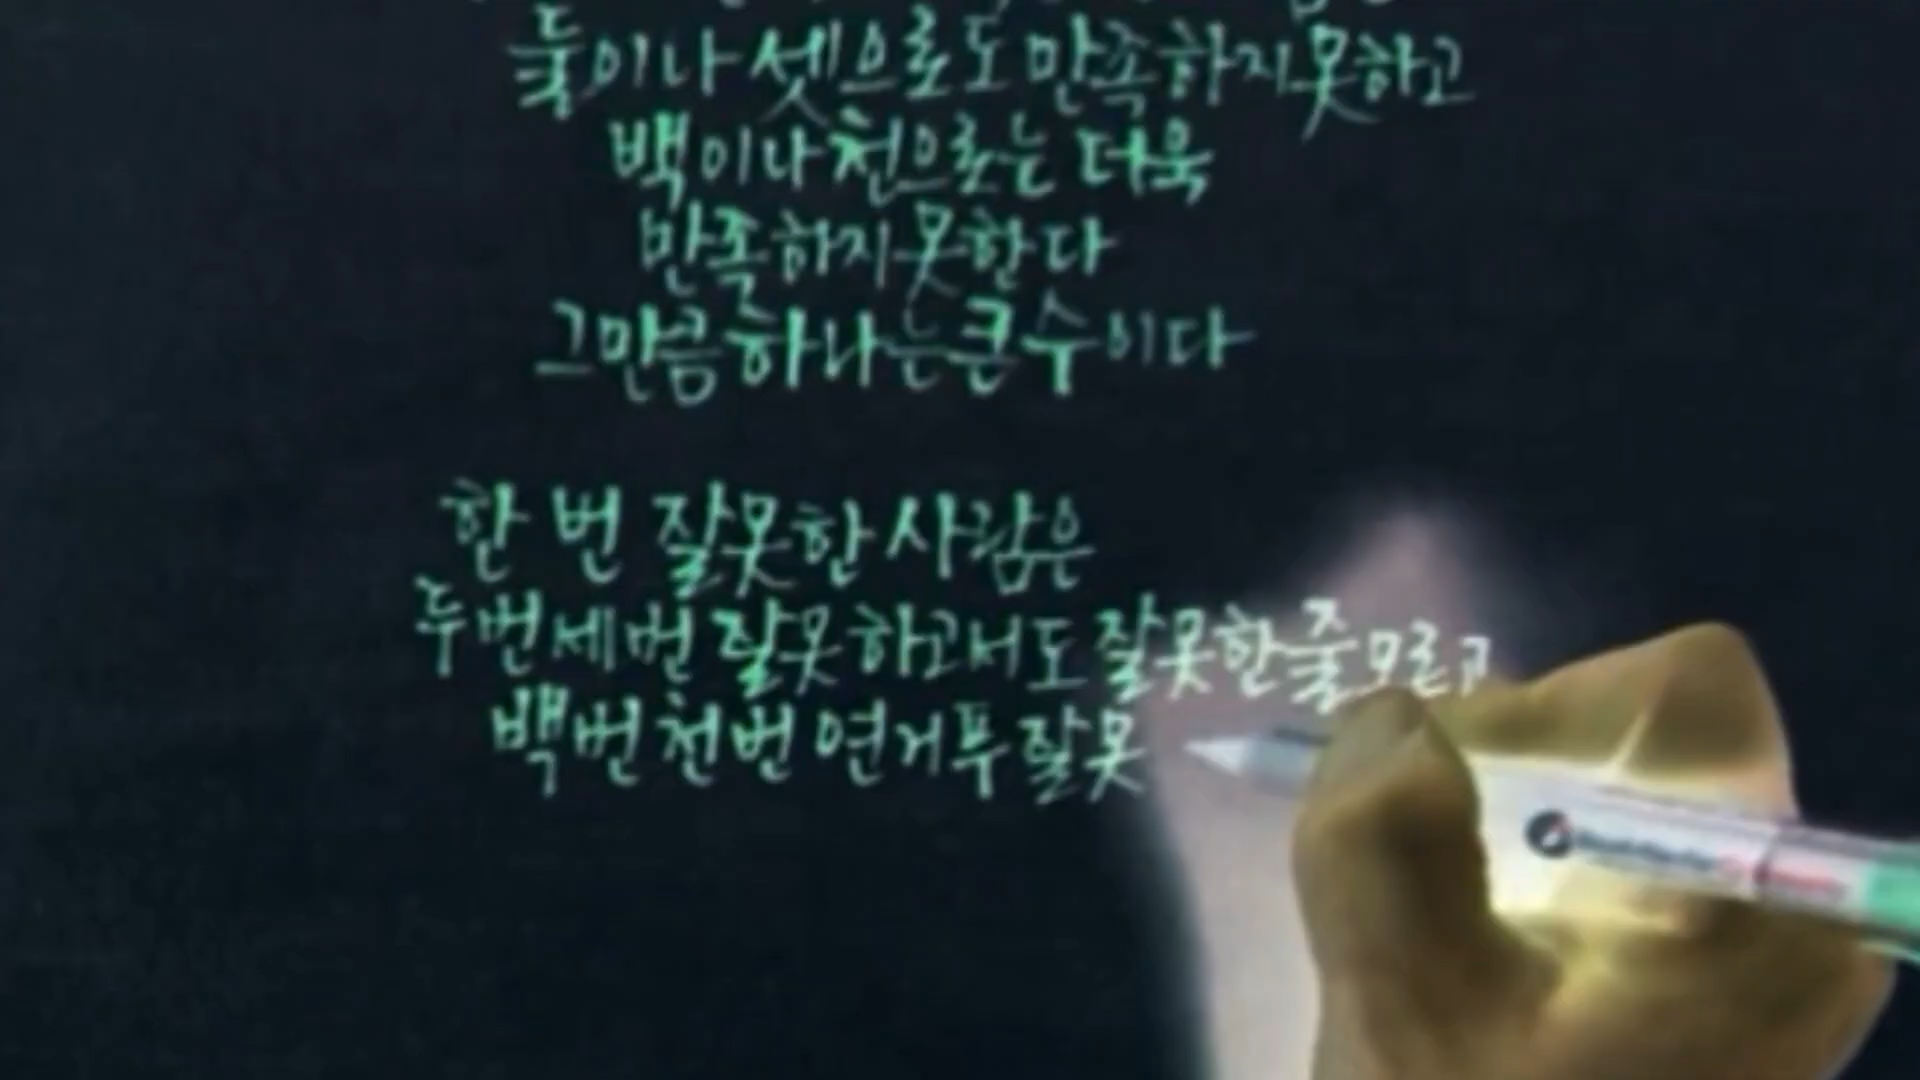 둘이나 셋으로도 만족하지 못하고
백이나 천으로는 더욱
만족하지 못한다
그만큼 하나는 큰 수이다
한 번 잘못한 사람은
두번 세번 잘못하고서도 잘못한 줄 모르고
백번 천번 연거푸 잘못